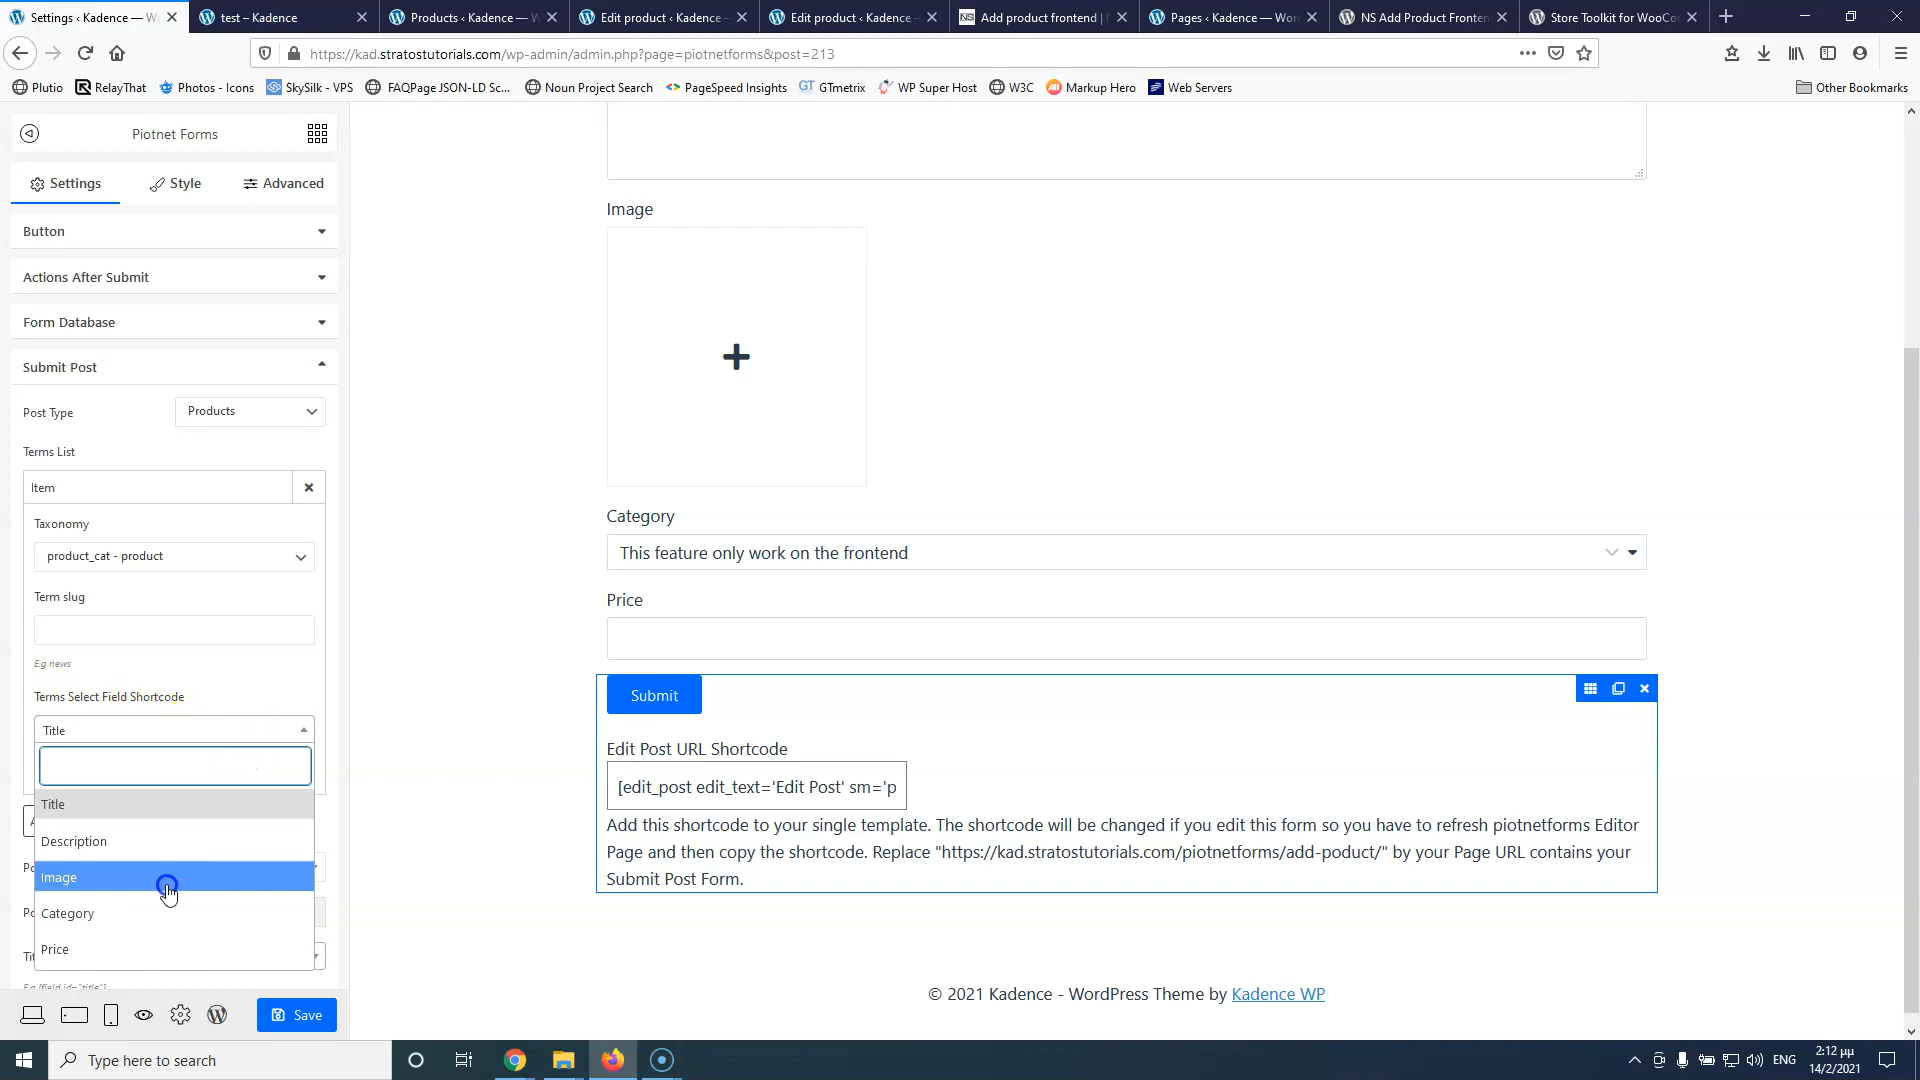 Settings ‹ Kadence — W
test – Kadence
Products ‹ Kadence — W
Edit product ‹ Kadence –
Edit product ‹ Kadence –
NS
Add product frontend |
Pages ‹ Kadence — Wor
NS Add Product Fronten
Store Toolkit for WooCo
https://kad.stratostutorials.com/wp-admin/admin.php?page=piotnetforms&post=213
Plutio
RelayThat
Photos - Icons
SkySilk - VPS
FAQPage JSON-LD Sc...
Noun Project Search
PageSpeed Insights
GT GTmetrix
WP Super Host
W3C
Markup Hero
Web Servers
Other Bookmarks
Piotnet Forms
Settings
Style
Advanced
Button
Actions After Submit
Form Database
Submit Post
Post Type
Products
Terms List
Item
Taxonomy
product_cat - product
Term slug
E.g news
Terms Select Field Shortcode
Title
Title
Description
Image
Category
Price
E.g [field id="title"]
Save
Image
Category
This feature only work on the frontend
Price
Submit
Edit Post URL Shortcode
[edit_post edit_text='Edit Post' sm='p
Add this shortcode to your single template. The shortcode will be changed if you edit this form so you have to refresh piotnetforms Editor
Page and then copy the shortcode. Replace "https://kad.stratostutorials.com/piotnetforms/add-poduct/" by your Page URL contains your
Submit Post Form.
© 2021 Kadence - WordPress Theme by Kadence WP
Type here to search
ENG
2:12 μμ
14/2/2021